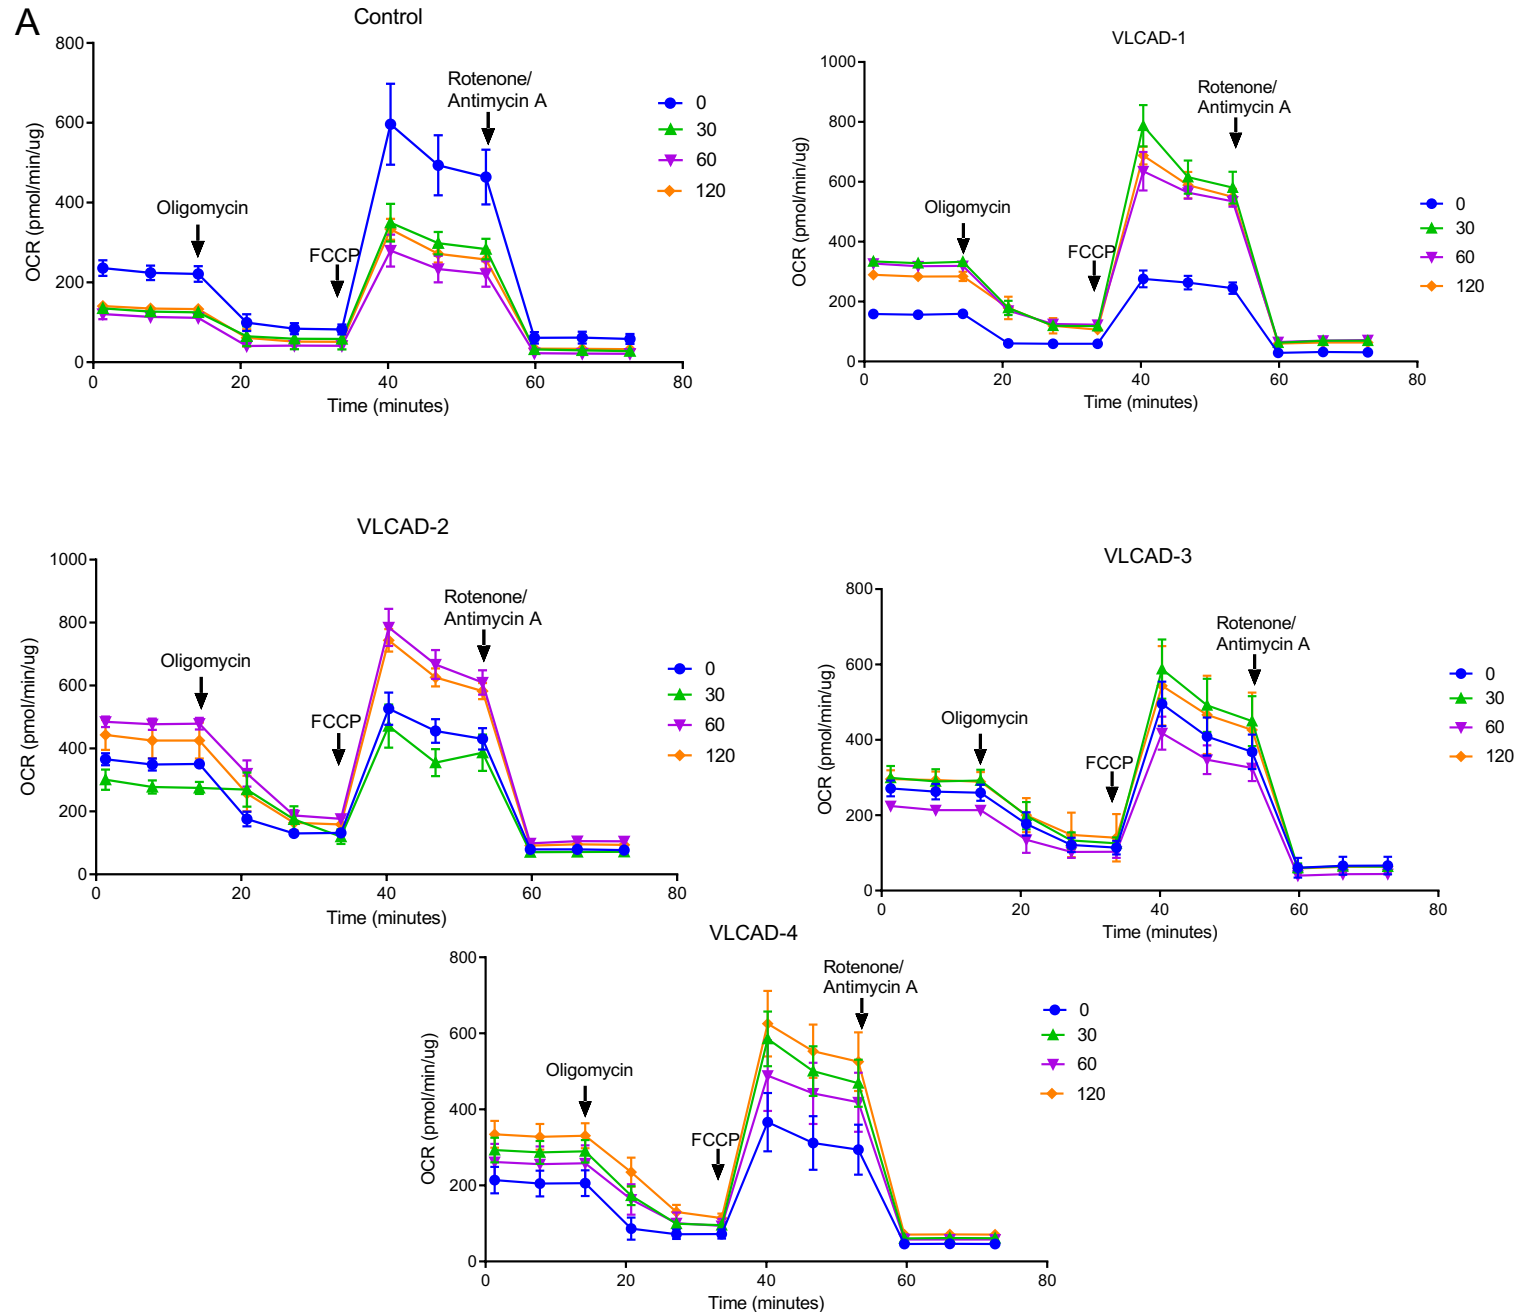 A
Control
800
600
400
200
0
OCR (pmol/min/ug)
Oligomycin
FCCP
Rotenone/
Antimycin A
0
30
60
120
0 20 40 60 80
Time (minutes)
VLCAD-1
1000
800
600
400
200
0
OCR (pmol/min/ug)
Oligomycin
FCCP
Rotenone/
Antimycin A
0
30
60
120
0 20 40 60 80
Time (minutes)
VLCAD-2
1000
800
600
400
200
0
OCR (pmol/min/ug)
Oligomycin
FCCP
Rotenone/
Antimycin A
0
30
60
120
0 20 40 60 80
Time (minutes)
VLCAD-3
800
600
400
200
0
OCR (pmol/min/ug)
Oligomycin
FCCP
Rotenone/
Antimycin A
0
30
60
120
0 20 40 60 80
Time (minutes)
VLCAD-4
800
600
400
200
0
OCR (pmol/min/ug)
Oligomycin
FCCP
Rotenone/
Antimycin A
0
30
60
120
0 20 40 60 80
Time (minutes)